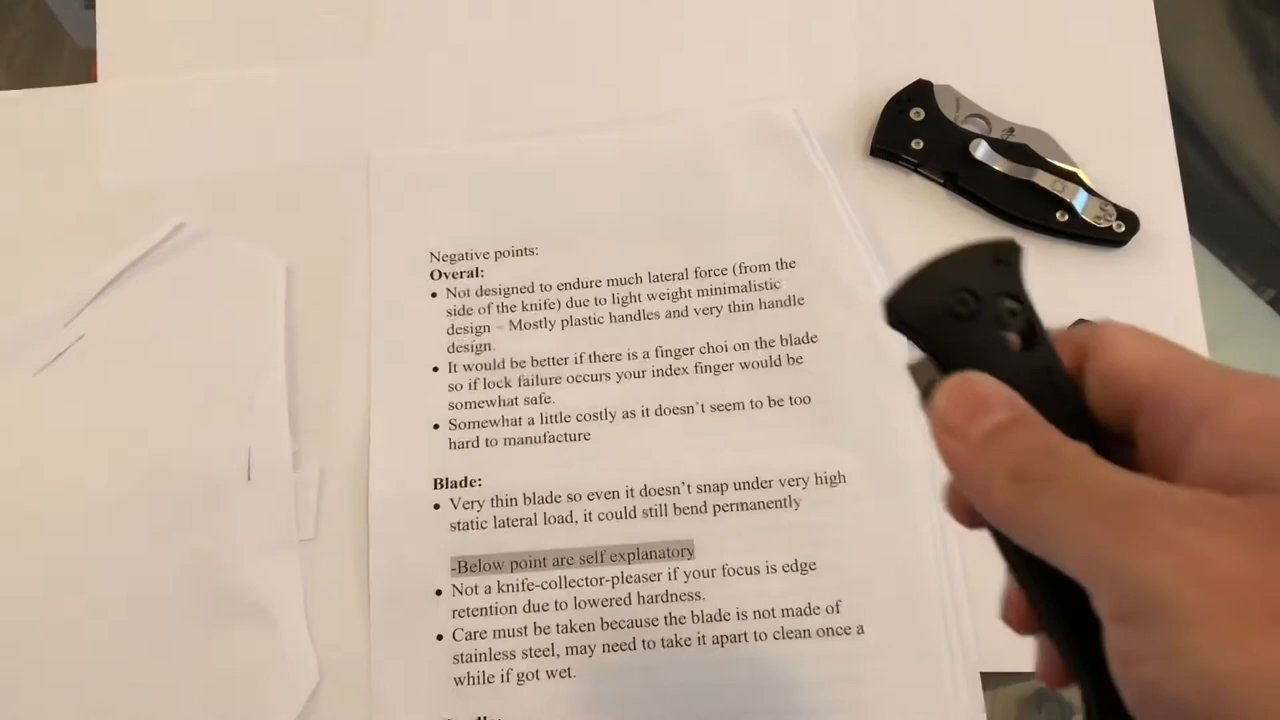 Negative points:
Overal:
• Not designed to endure much lateral force (from the
side of the knife) due to light weight minimalistic
design – Mostly plastic handles and very thin handle
design.
• It would be better if there is a finger choi on the blade
so if lock failure occurs your index finger would be
somewhat safe.
• Somewhat a little costly as it doesn't seem to be too
hard to manufacture
Blade:
• Very thin blade so even it doesn't snap under very high
static lateral load, it could still bend permanently
-Below point are self explanatory
• Not a knife-collector-pleaser if your focus is edge
retention due to lowered hardness.
• Care must be taken because the blade is not made of
stainless steel, may need to take it apart to clean once a
while if got wet.